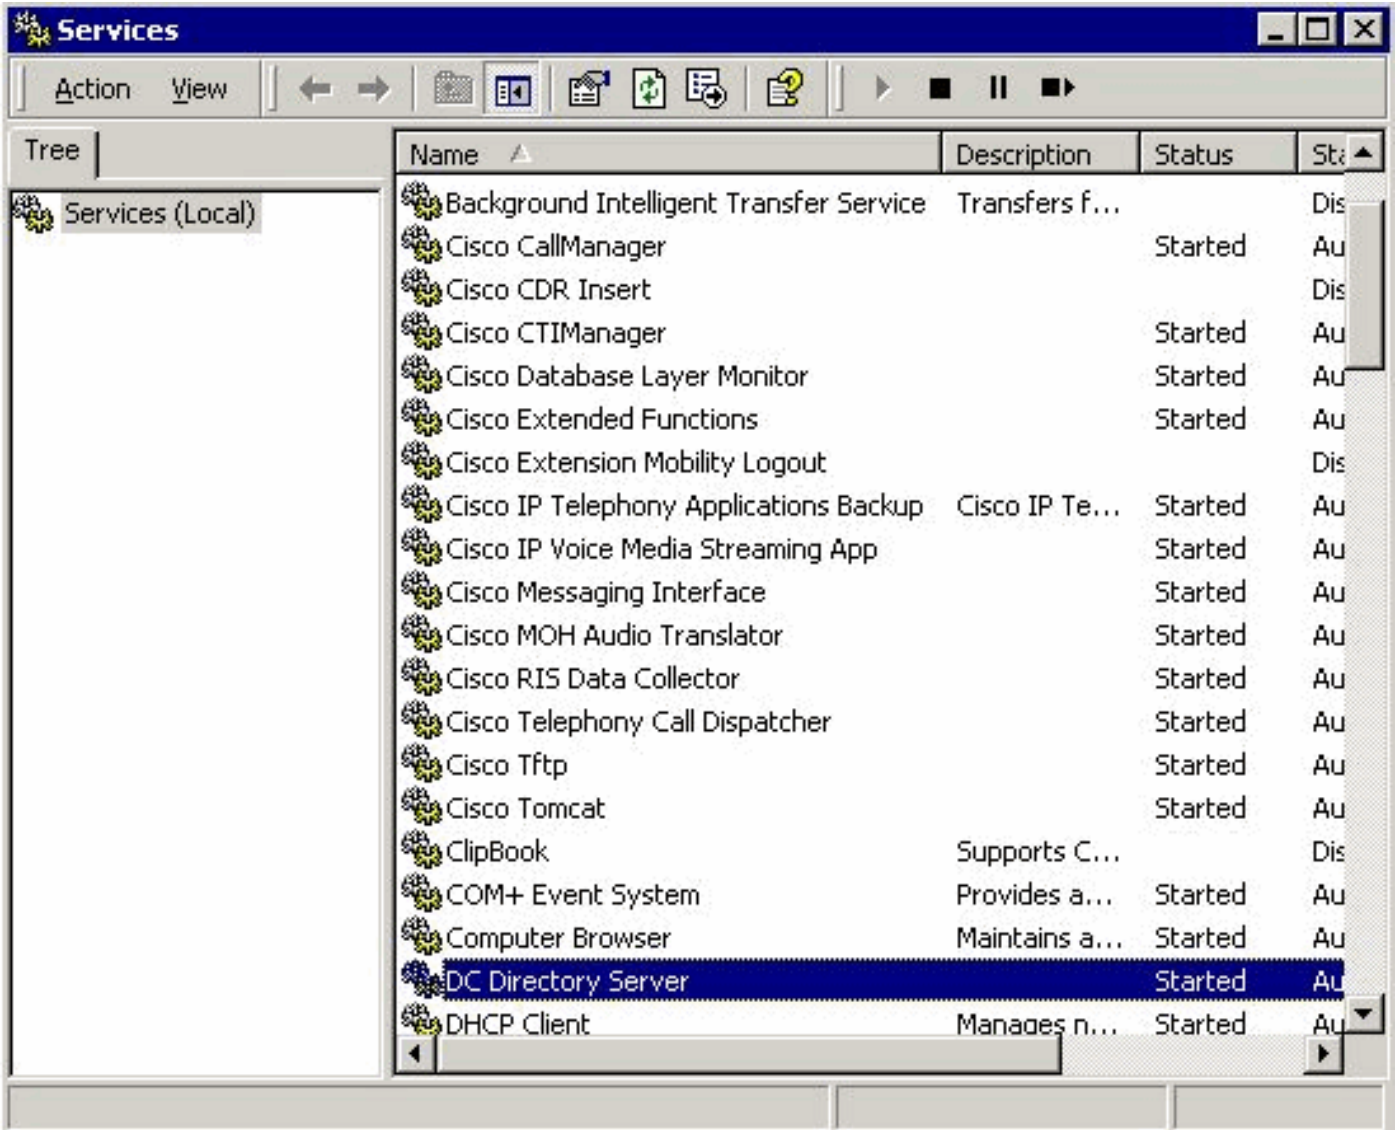 Services
Action View
Tree
Services (Local)
Name Description Status Sta
Background Intelligent Transfer Service Transfers f... Dis
Cisco CallManager Started Au
Cisco CDR Insert Dis
Cisco CTIManager Started Au
Cisco Database Layer Monitor Started Au
Cisco Extended Functions Started Au
Cisco Extension Mobility Logout Dis
Cisco IP Telephony Applications Backup Cisco IP Te... Started Au
Cisco IP Voice Media Streaming App Started Au
Cisco Messaging Interface Started Au
Cisco MOH Audio Translator Started Au
Cisco RIS Data Collector Started Au
Cisco Telephony Call Dispatcher Started Au
Cisco Tftp Started Au
Cisco Tomcat Started Au
ClipBook Supports C... Dis
COM+ Event System Provides a... Started Au
Computer Browser Maintains a... Started Au
DC Directory Server Started Au
DHCP Client Manages n... Started Au